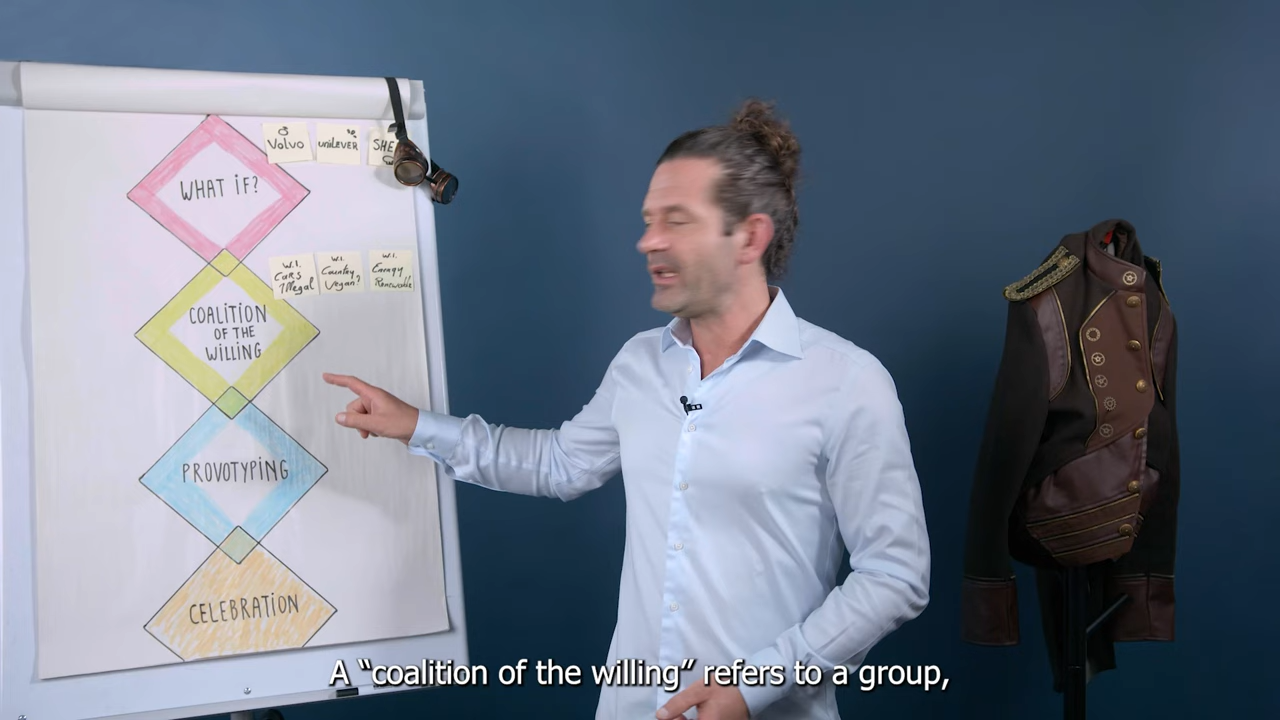 Volvo
unilever
SHE
WHAT IF?
W.I.
Cars
Illegal
W.I.
Country
Vegan?
W.I.
Energy
Renewable
COALITION
OF THE
WILLING
PROVOTYPING
CELEBRATION
A “coalition of the willing” refers to a group,